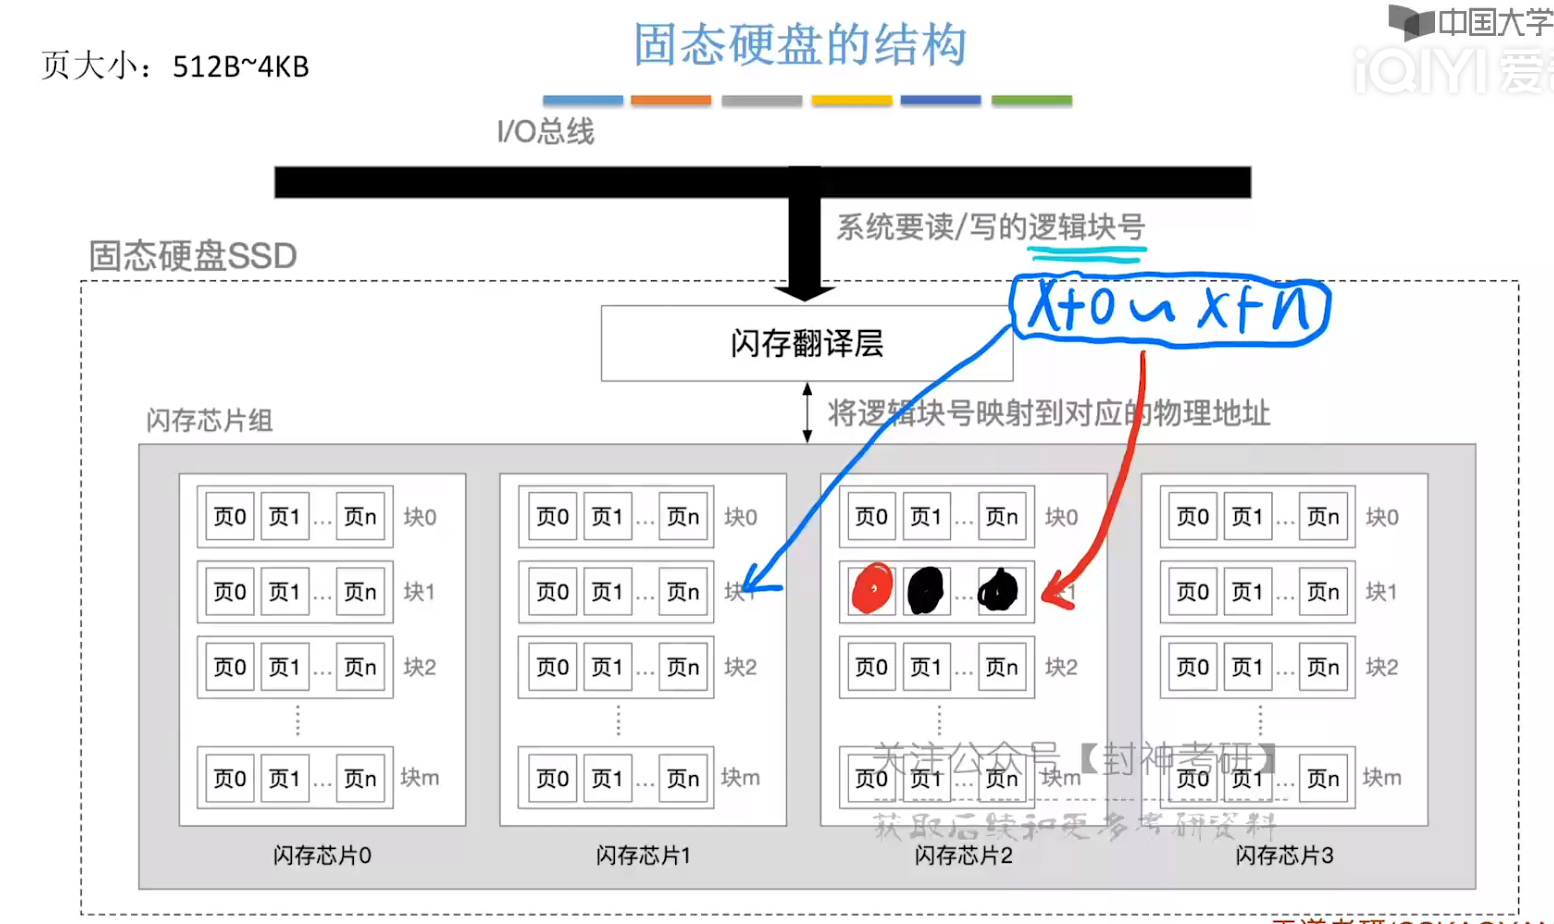 中国大学
iQIYI 爱奇
固态硬盘的结构
页大小：512B~4KB
I/O总线
系统要读/写的逻辑块号
固态硬盘SSD
x+0~x+n
闪存翻译层
将逻辑块号映射到对应的物理地址
闪存芯片组
页0 页1 … 页n 块0 页0 页1 … 页n 块0 页0 页1 … 页n 块0 页0 页1 … 页n 块0
页0 页1 … 页n 块1 页0 页1 … 页n 块1 … 1 页0 页1 … 页n 块1
页0 页1 … 页n 块2 页0 页1 … 页n 块2 页0 页1 … 页n 块2 页0 页1 … 页n 块2
关注公众号【封神考研】
页0 页1 … 页n 块m 页0 页1 … 页n 块m 页0 页1 … 页n 块m 页0 页1 … 页n 块m
获取后续和更多考研资料
闪存芯片0 闪存芯片1 闪存芯片2 闪存芯片3